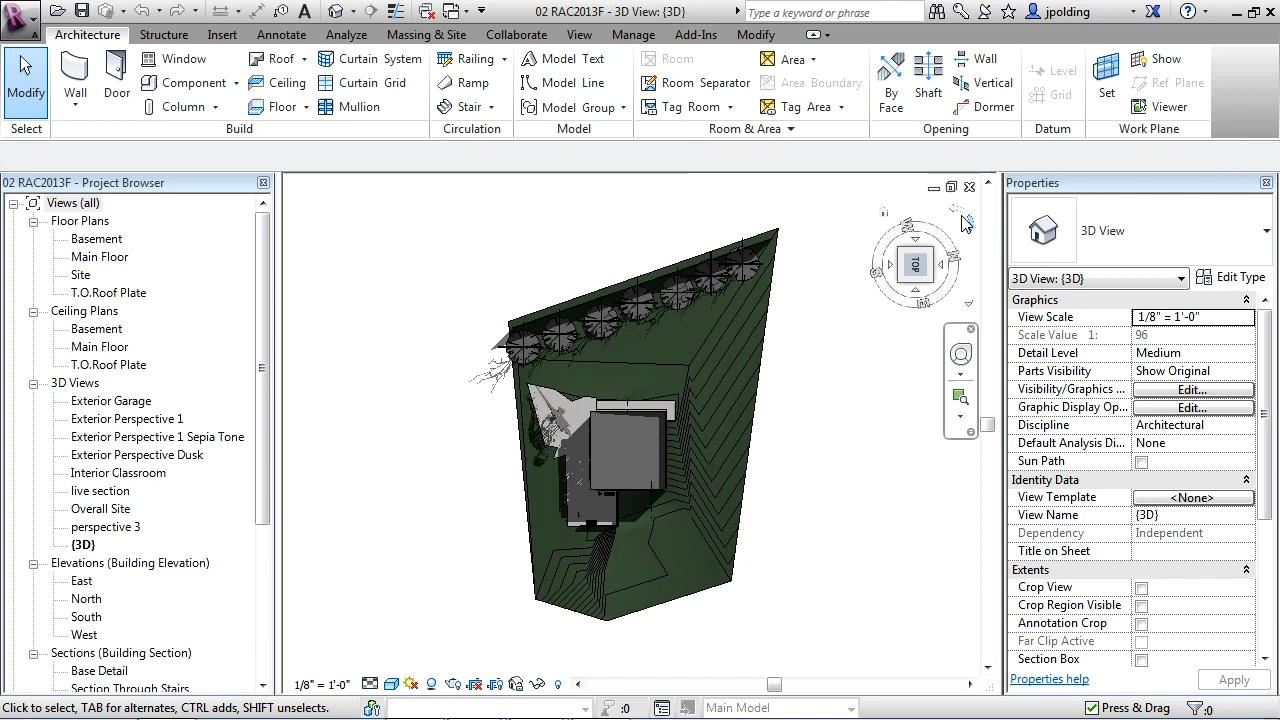 02 RAC2013F - 3D View: {3D}
Type a keyword or phrase
jpolding
Architecture Structure Insert Annotate Analyze Massing & Site Collaborate View Manage Add-Ins Modify
Modify
Wall
Door
Window
Component
Column
Roof
Ceiling
Floor
Curtain System
Curtain Grid
Mullion
Railing
Ramp
Stair
Model Text
Model Line
Model Group
Room
Room Separator
Tag Room
Area
Area Boundary
Tag Area
By Face
Shaft
Wall
Vertical
Dormer
Level
Grid
Set
Show
Ref Plane
Viewer
Select Build Circulation Model Room & Area Opening Datum Work Plane
02 RAC2013F - Project Browser
Views (all)
Floor Plans
Basement
Main Floor
Site
T.O.Roof Plate
Ceiling Plans
Basement
Main Floor
T.O.Roof Plate
3D Views
Exterior Garage
Exterior Perspective 1
Exterior Perspective 1 Sepia Tone
Exterior Perspective Dusk
Interior Classroom
live section
Overall Site
perspective 3
{3D}
Elevations (Building Elevation)
East
North
South
West
Sections (Building Section)
Base Detail
Section Through Stairs
TOP
1/8" = 1'-0"
Properties
3D View
3D View: {3D}
Edit Type
Graphics
View Scale 1/8" = 1'-0"
Scale Value 1: 96
Detail Level Medium
Parts Visibility Show Original
Visibility/Graphics ... Edit...
Graphic Display Op... Edit...
Discipline Architectural
Default Analysis Di... None
Sun Path
Identity Data
View Template <None>
View Name {3D}
Dependency Independent
Title on Sheet
Extents
Crop View
Crop Region Visible
Annotation Crop
Far Clip Active
Section Box
Properties help
Apply
Click to select, TAB for alternates, CTRL adds, SHIFT unselects.
:0
Main Model
Press & Drag
:0